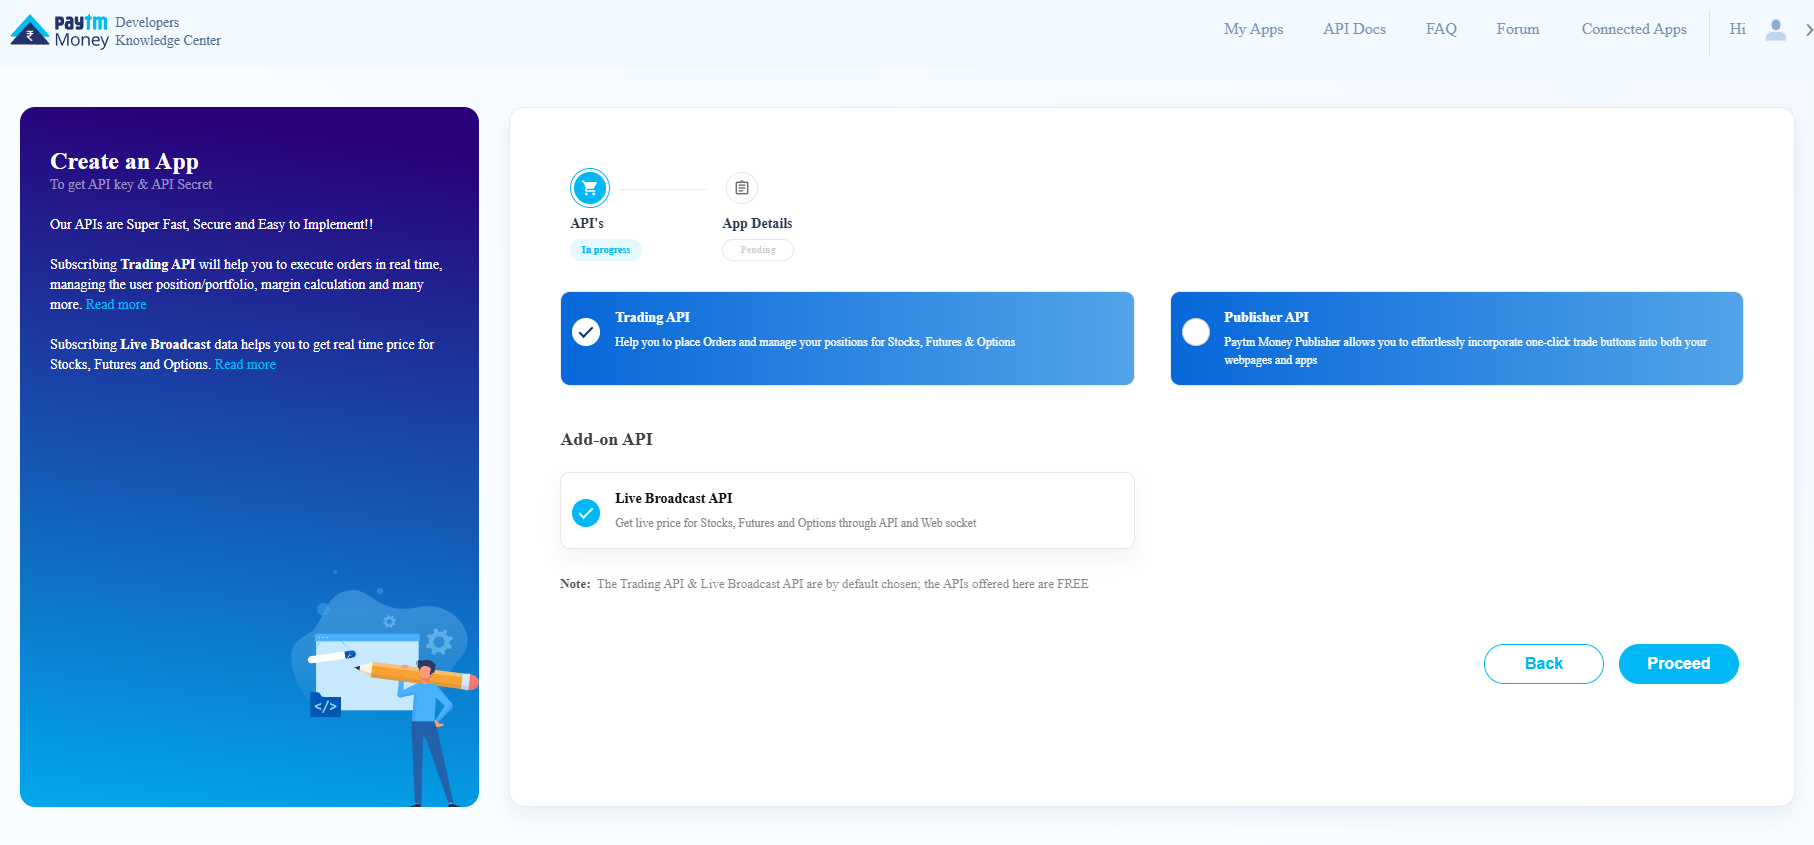 paytm
Money
Developers
Knowledge Center
My Apps
API Docs
FAQ
Forum
Connected Apps
Hi
Create an App
To get API key & API Secret
Our APIs are Super Fast, Secure and Easy to Implement!!
Subscribing Trading API will help you to execute orders in real time,
managing the user position/portfolio, margin calculation and many
more. Read more
Subscribing Live Broadcast data helps you to get real time price for
Stocks, Futures and Options. Read more
</>
API's
In progress
App Details
Pending
Trading API
Help you to place Orders and manage your positions for Stocks, Futures & Options
Publisher API
Paytm Money Publisher allows you to effortlessly incorporate one-click trade buttons into both your
webpages and apps
Add-on API
Live Broadcast API
Get live price for Stocks, Futures and Options through API and Web socket
Note: The Trading API & Live Broadcast API are by default chosen; the APIs offered here are FREE
Back
Proceed